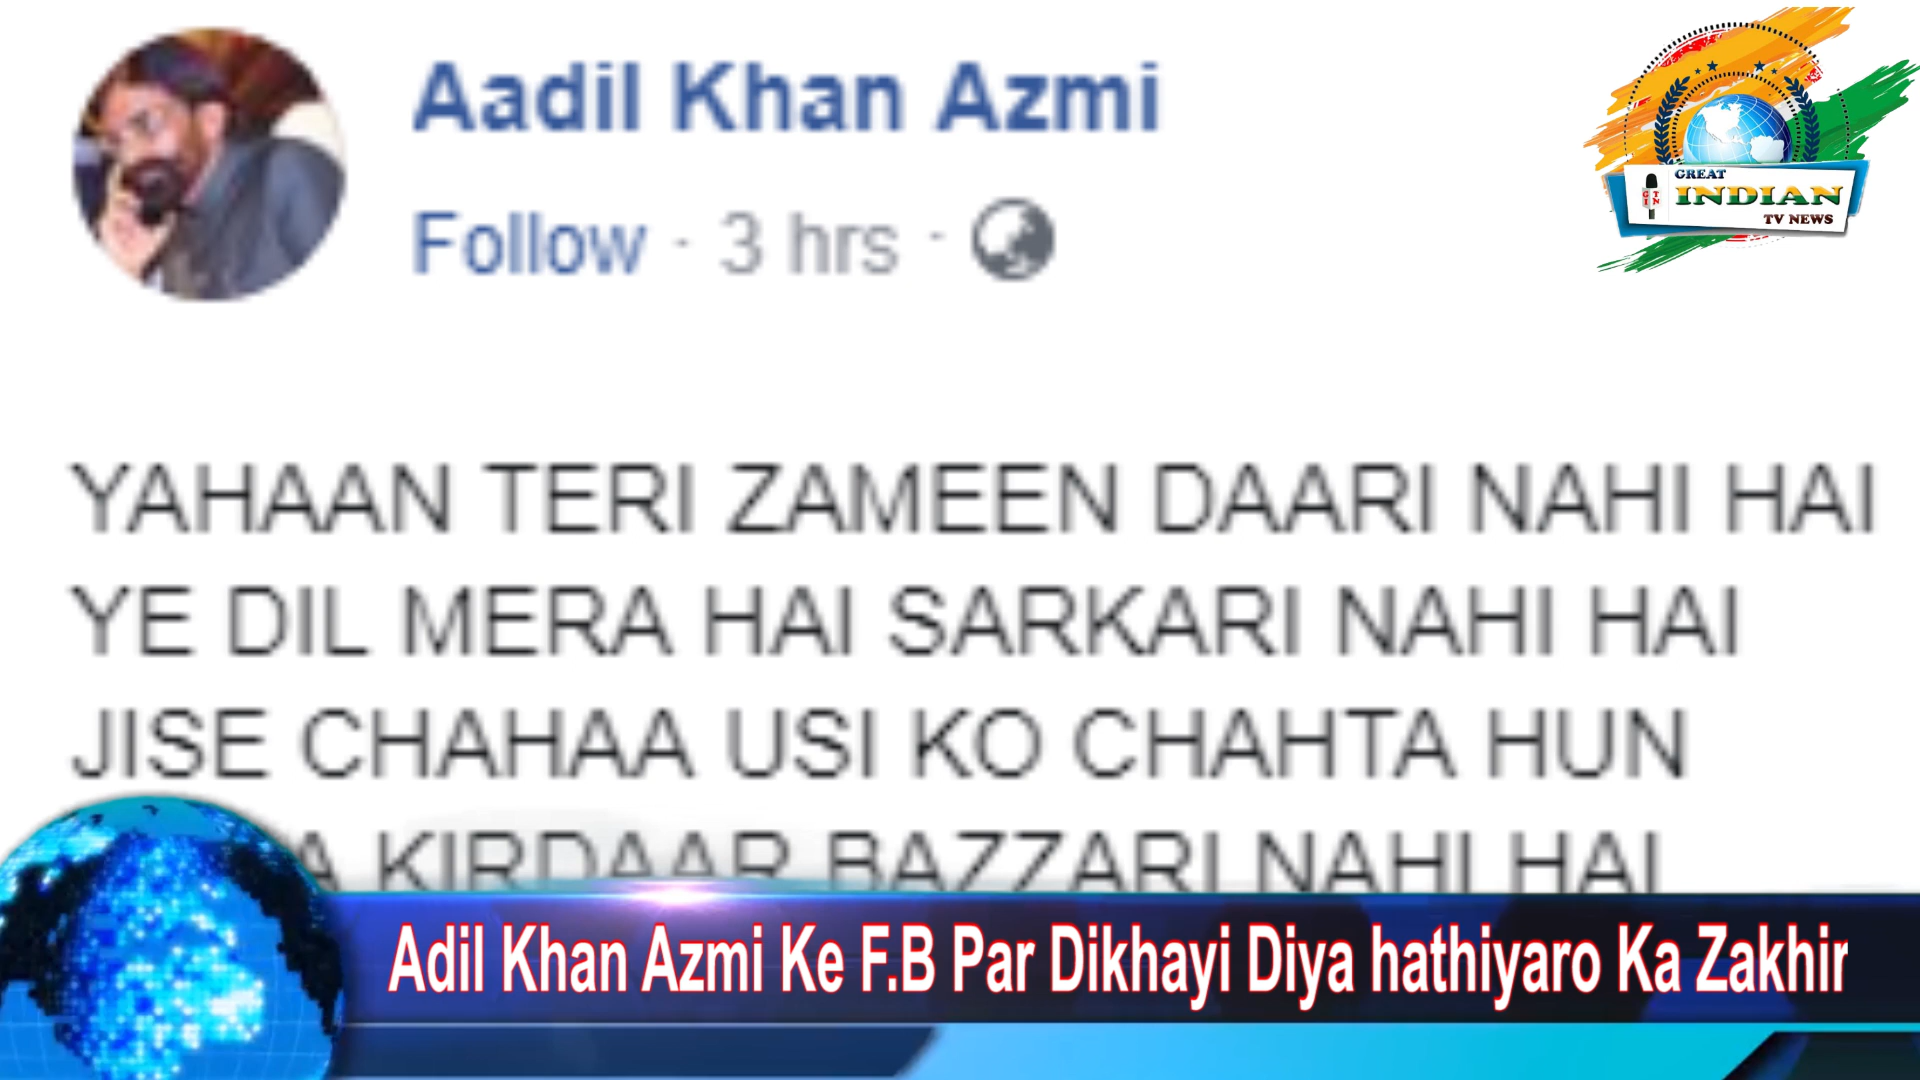 Aadil Khan Azmi
Follow · 3 hrs ·
GREAT
INDIAN
TV NEWS
GI TN
YAHAAN TERI ZAMEEN DAARI NAHI HAI
YE DIL MERA HAI SARKARI NAHI HAI
JISE CHAHAA USI KO CHAHTA HUN
KIRDAAR BAZZARI NAHI HAI
Adil Khan Azmi Ke F.B Par Dikhayi Diya hathiyaro Ka Zakhir